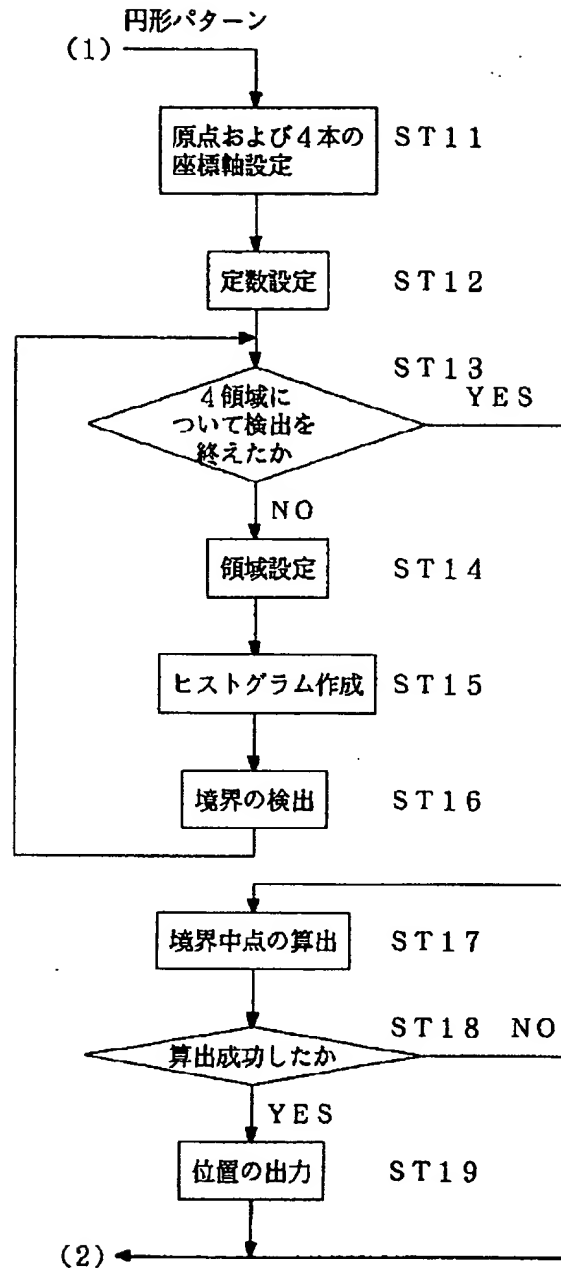 円形パターン
(1)
原点および4本の
座標軸設定
ST11
定数設定
ST12
ST13
4領域に
ついて検出を
終えたか
YES
NO
領域設定
ST14
ヒストグラム作成
ST15
境界の検出
ST16
境界中点の算出
ST17
ST18 NO
算出成功したか
YES
位置の出力
ST19
(2)